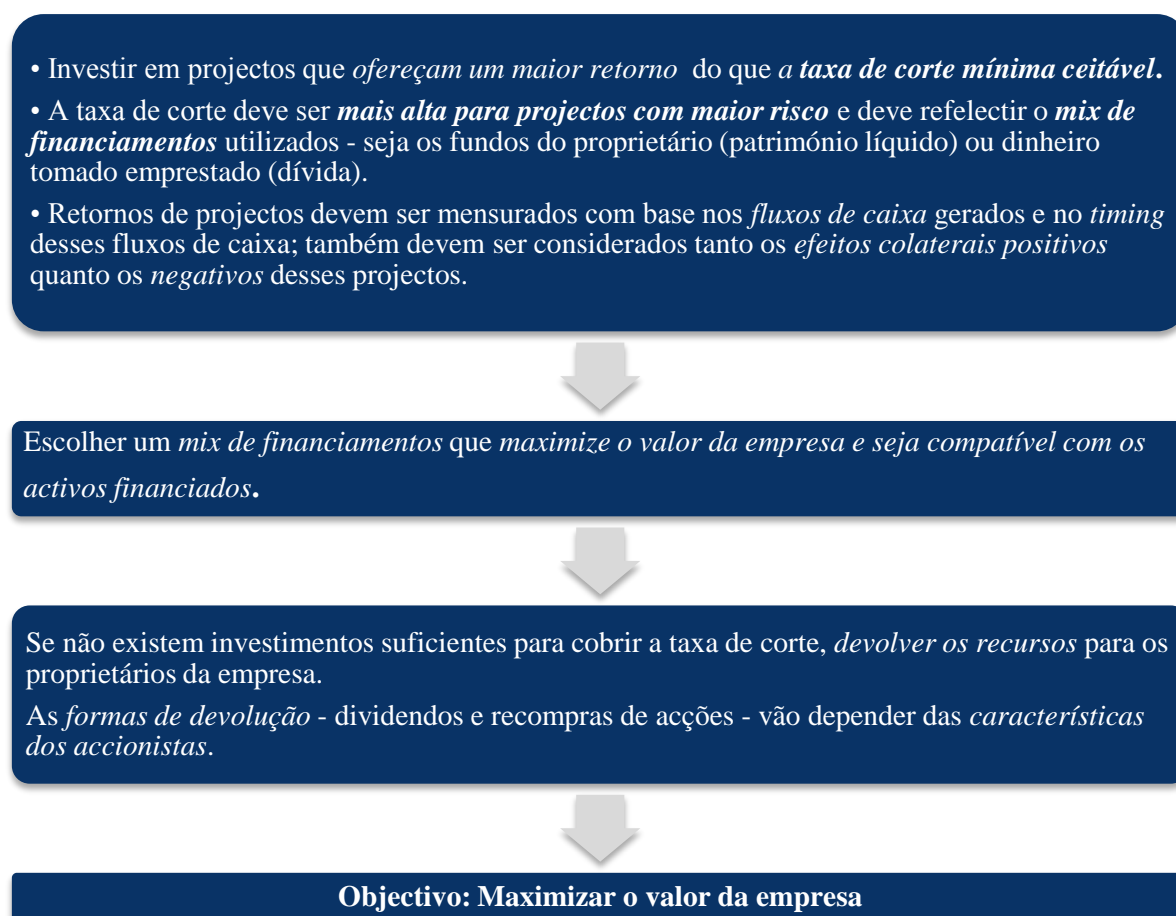 • Investir em projectos que ofereçam um maior retorno do que a taxa de corte mínima ceitável.
• A taxa de corte deve ser mais alta para projectos com maior risco e deve refelectir o mix de
financiamentos utilizados - seja os fundos do proprietário (património líquido) ou dinheiro
tomado emprestado (dívida).
• Retornos de projectos devem ser mensurados com base nos fluxos de caixa gerados e no timing
desses fluxos de caixa; também devem ser considerados tanto os efeitos colaterais positivos
quanto os negativos desses projectos.
Escolher um mix de financiamentos que maximize o valor da empresa e seja compatível com os
activos financiados.
Se não existem investimentos suficientes para cobrir a taxa de corte, devolver os recursos para os
proprietários da empresa.
As formas de devolução - dividendos e recompras de acções - vão depender das características
dos accionistas.
Objectivo: Maximizar o valor da empresa